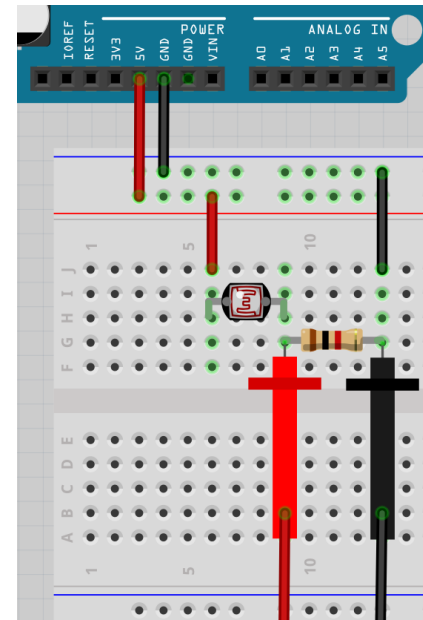 POWER
ANALOG IN
IOREF
RESET
3V3
5V
GND
GND
VIN
A0
A1
A2
A3
A4
A5
1
5
10
J
I
H
G
F
E
D
C
B
A
1
5
10